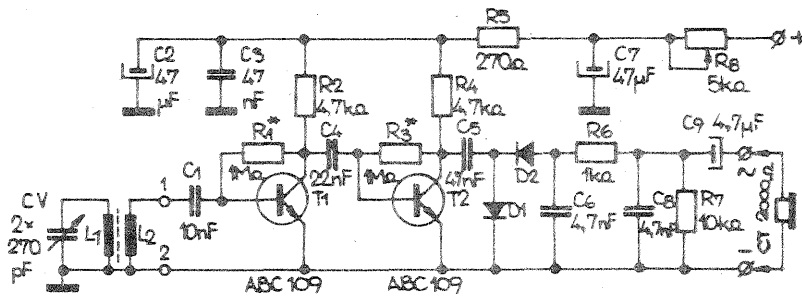 R5
270Ω
+
C2
47
μF
C3
47
nF
R2
4,7kΩ
R4
4,7kΩ
C7
47μF
R8
5kΩ
R1*
1MΩ
C4
22nF
R3*
1MΩ
C5
47nF
R6
1kΩ
C9 4,7μF
~
C1
10nF
T1
T2
D2
D1
C6
4,7nF
C8
4,7nF
R7
10kΩ
CT 2000Ω
CV
2×
270
pF
L1
L2
1
2
-
ABC 109
ABC 109